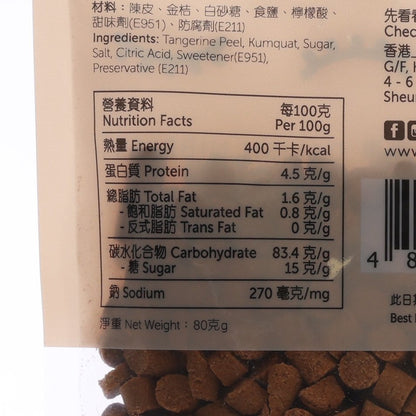 材料：陳皮、金桔、白砂糖、食鹽、檸檬酸、
甜味劑(E951)、防腐劑(E211)
Ingredients: Tangerine Peel, Kumquat, Sugar,
Salt, Citric Acid, Sweetener(E951),
Preservative (E211)
營養資料 每100克
Nutrition Facts Per 100g
熱量 Energy 400 千卡/kcal
蛋白質 Protein 4.5 克/g
總脂肪 Total Fat 1.6 克/g
- 飽和脂肪 Saturated Fat 0.8 克/g
- 反式脂肪 Trans Fat 0 克/g
碳水化合物 Carbohydrate 83.4 克/g
- 糖 Sugar 15 克/g
鈉 Sodium 270 毫克/mg
淨重 Net Weight：80克g
先看看
Chec
香港
G/F, H
4 - 6
Sheun
www.
4 8
此日
Best